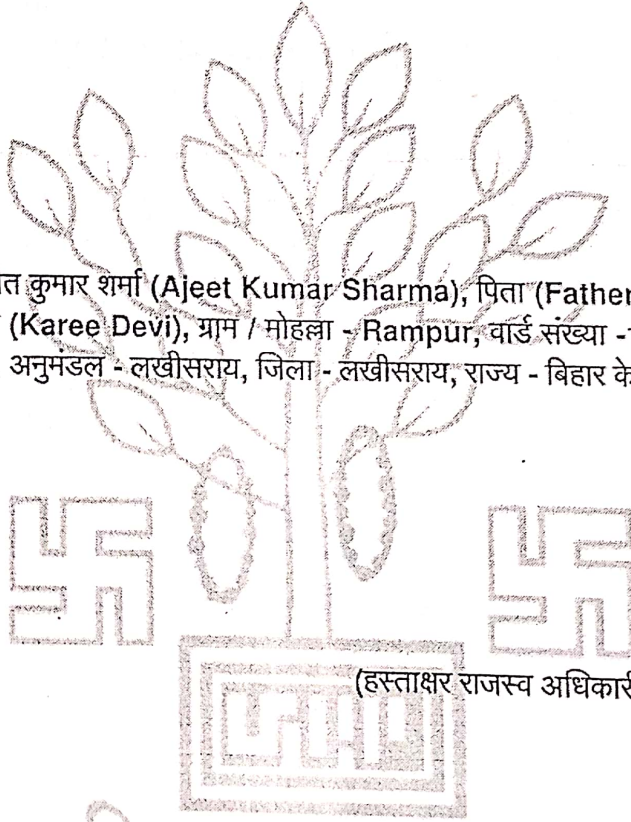 त कुमार शर्मा (Ajeet Kumar Sharma), पिता (Father
(Karee Devi), ग्राम / मोहल्ला - Rampur, वार्ड संख्या -
अनुमंडल - लखीसराय, जिला - लखीसराय, राज्य - बिहार के
(हस्ताक्षर राजस्व अधिकारी